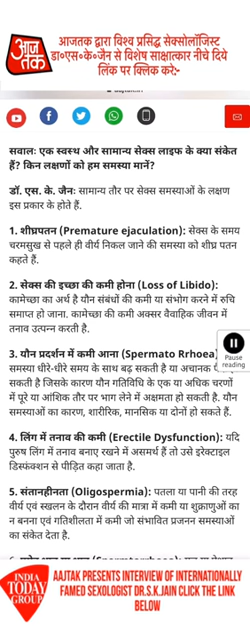 आज
तक
आजतक द्वारा विश्व प्रसिद्ध सेक्सोलॉजिस्ट
डा०एस०के०जैन से विशेष साक्षात्कार नीचे दिये
लिंक पर क्लिक करे:-
सवालः एक स्वस्थ और सामान्य सेक्स लाइफ के क्या संकेत
हैं? किन लक्षणों को हम समस्या मानें?
डॉ. एस. के. जैनः सामान्य तौर पर सेक्स समस्याओं के लक्षण
इस प्रकार के होते हैं.
1. शीघ्रपतन (Premature ejaculation): सेक्स के समय
चरमसुख से पहले ही वीर्य निकल जाने की समस्या को शीघ्र पतन
कहते हैं.
2. सेक्स की इच्छा की कमी होना (Loss of Libido):
कामेच्छा का अर्थ है यौन संबंधों की कमी या संभोग करने में रुचि
समाप्त हो जाना. कामेच्छा की कमी अक्सर वैवाहिक जीवन में
तनाव उत्पन्न करती है.
3. यौन प्रदर्शन में कमी आना (Spermato Rrhoea)
समस्या धीरे-धीरे समय के साथ बढ़ सकती है या अचानक
सकती है जिसके कारण यौन गतिविधि के एक या अधिक चरणों
में पूरे या आंशिक तौर पर भाग लेने में अक्षमता हो सकती है. यौन
समस्याओं का कारण, शारीरिक, मानसिक या दोनों हो सकते हैं.
Pause
reading
4. लिंग में तनाव की कमी (Erectile Dysfunction): यदि
पुरुष लिंग में तनाव बनाए रखने में असमर्थ हैं तो उसे इरेक्टाइल
डिस्फंक्शन से पीड़ित कहा जाता है.
5. संतानहीनता (Oligospermia): पतला या पानी की तरह
वीर्य एवं स्खलन के दौरान वीर्य की मात्रा में कमी या शुक्राणुओं का
न बनना एवं गतिशीलता में कमी जो संभावित प्रजनन समस्याओं
का संकेत देता है.
INDIA
TODAY
GROUP
AAJTAK PRESENTS INTERVIEW OF INTERNATIONALLY
FAMED SEXOLOGIST DR.S.K.JAIN CLICK THE LINK
BELOW